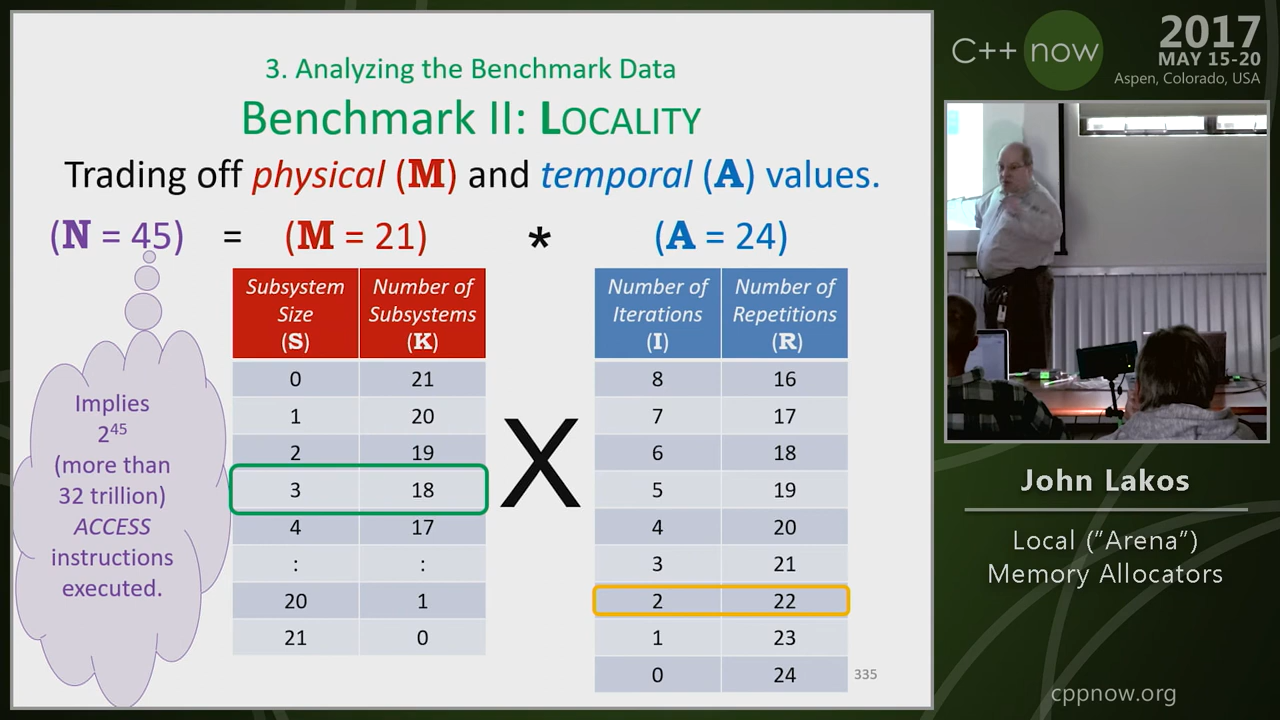 3. Analyzing the Benchmark Data
Benchmark II: LOCALITY
Trading off physical (M) and temporal (A) values.
(N = 45) = (M = 21) * (A = 24)
Subsystem Size (S) Number of Subsystems (K)
0 21
1 20
2 19
3 18
4 17
: :
20 1
21 0
X
Number of Iterations (I) Number of Repetitions (R)
8 16
7 17
6 18
5 19
4 20
3 21
2 22
1 23
0 24
Implies
2⁴⁵
(more than
32 trillion)
ACCESS
instructions
executed.
335
C++ now
2017
MAY 15-20
Aspen, Colorado, USA
John Lakos
Local ("Arena")
Memory Allocators
cppnow.org